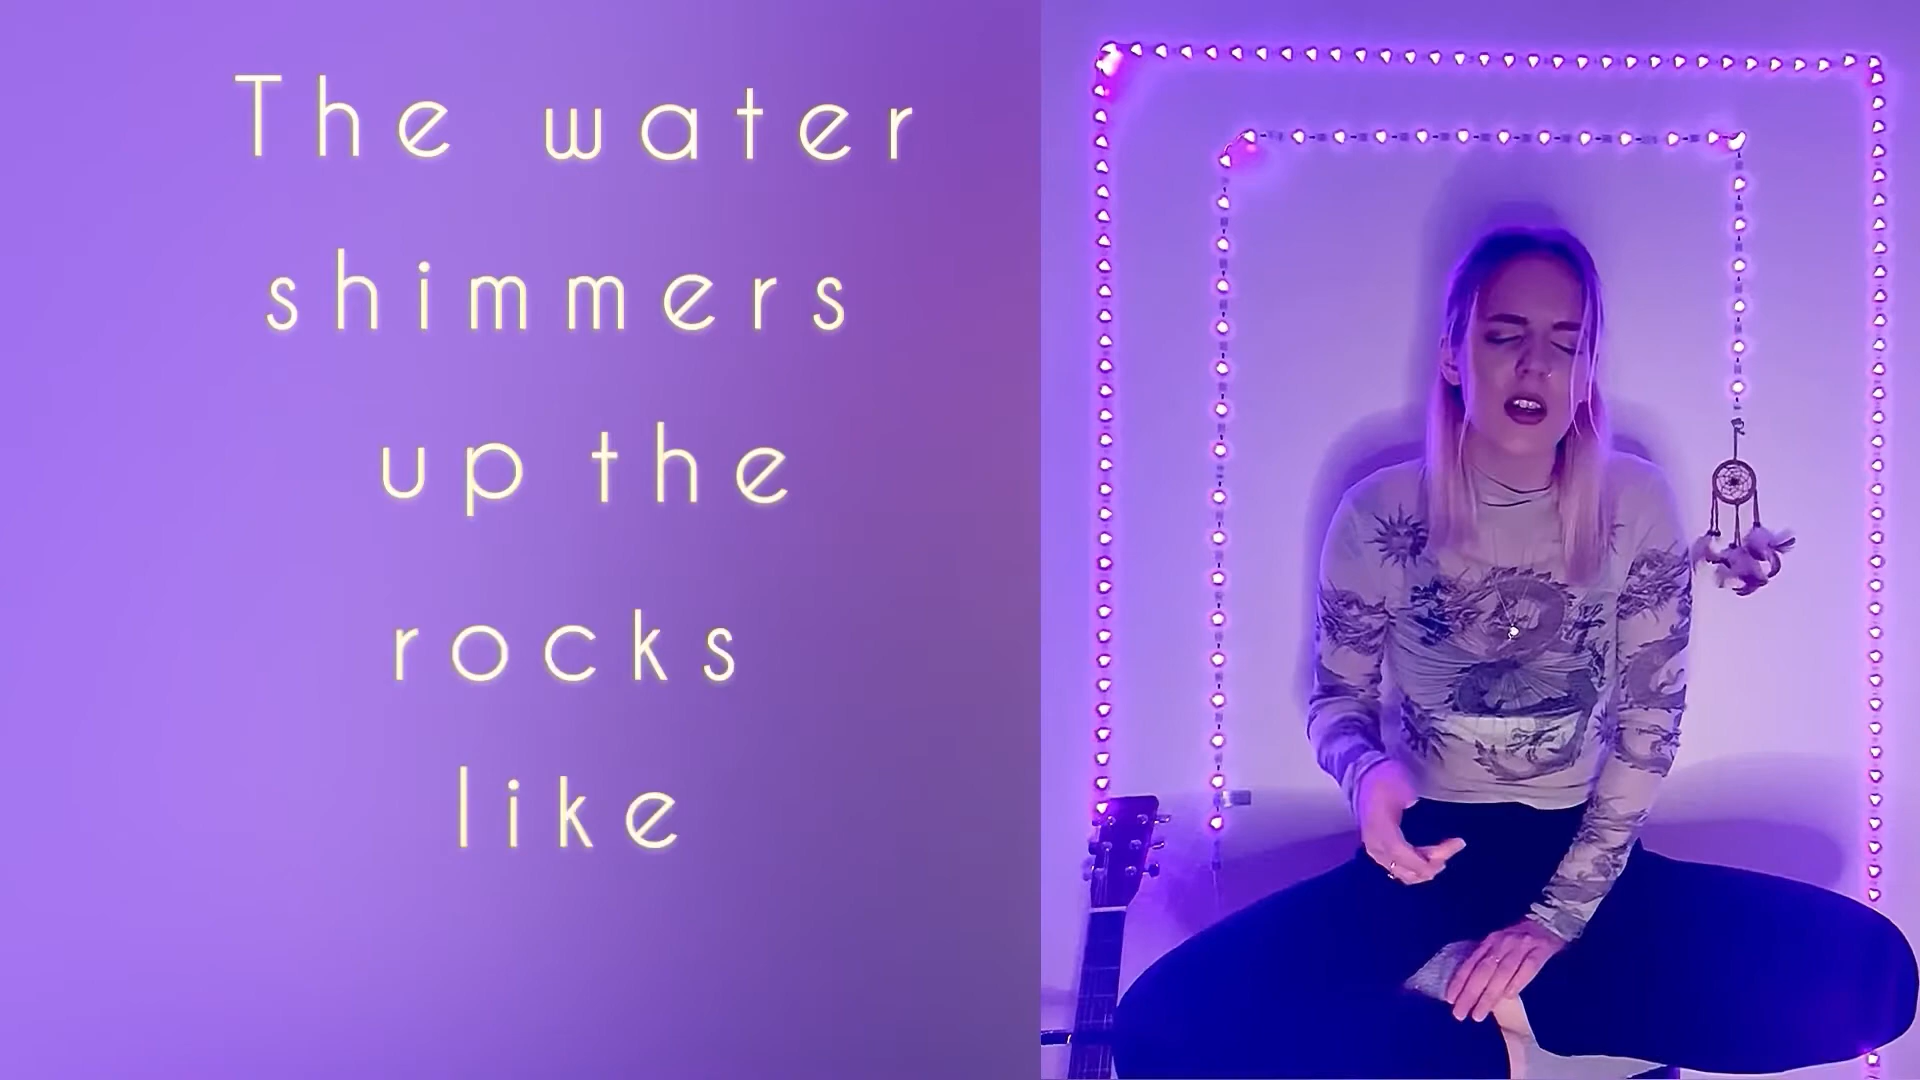 The water
shimmers
up the
rocks
like